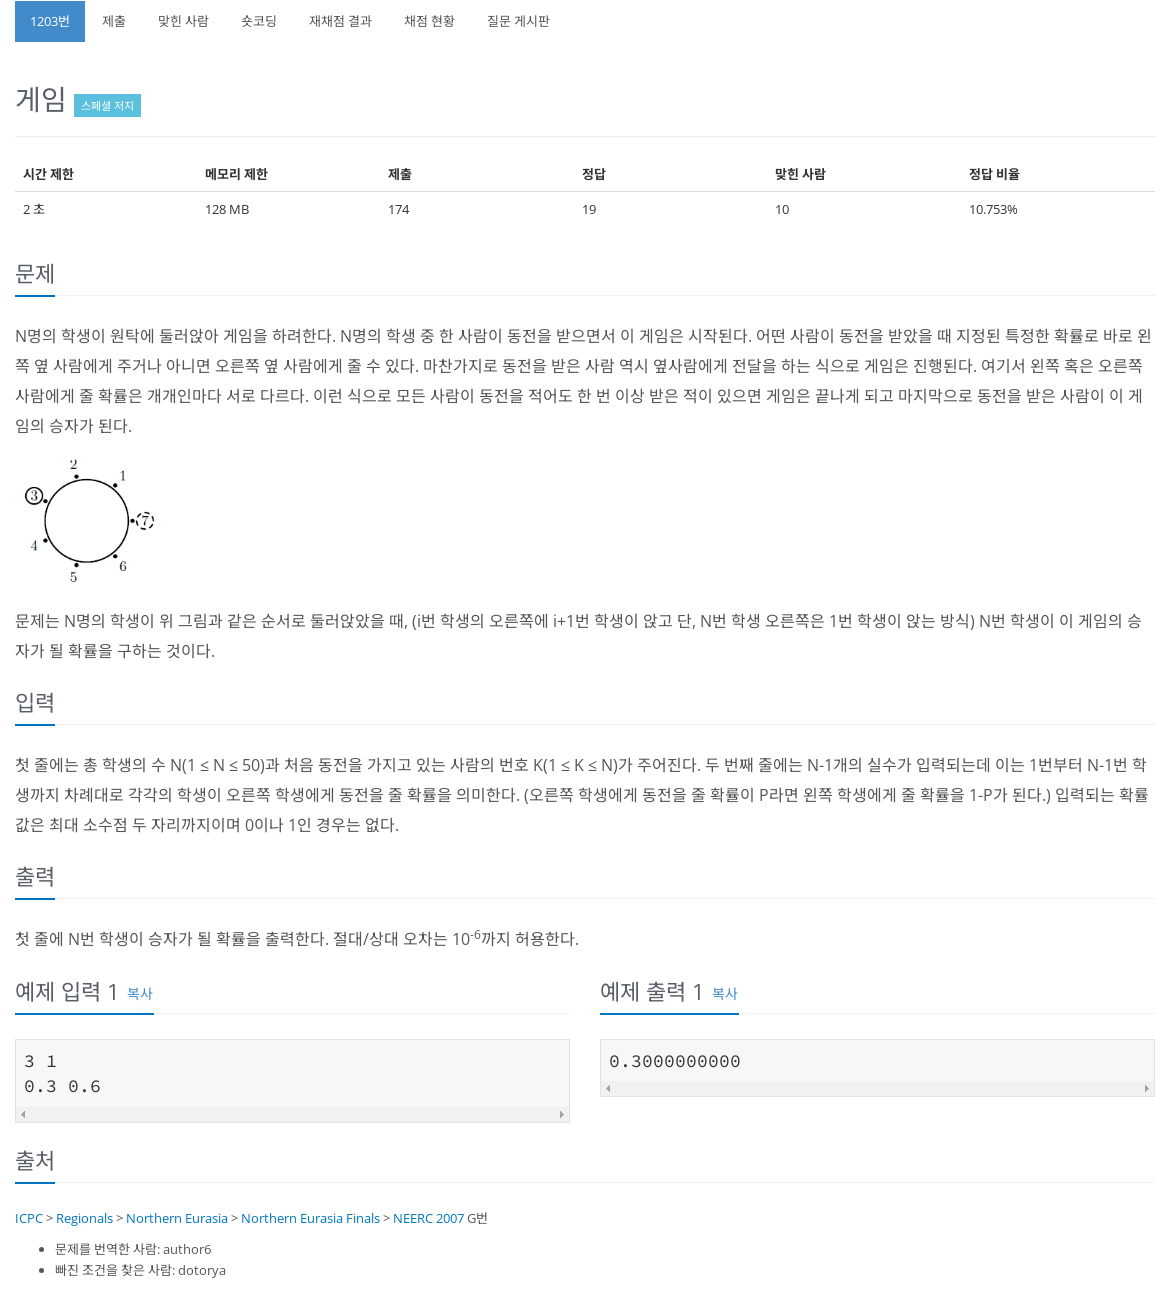 1203번 제출 맞힌 사람 숏코딩 재채점 결과 채점 현황 질문 게시판
게임 스페셜 저지
시간 제한 메모리 제한 제출 정답 맞힌 사람 정답 비율
2 초 128 MB 174 19 10 10.753%
문제
N명의 학생이 원탁에 둘러앉아 게임을 하려한다. N명의 학생 중 한 사람이 동전을 받으면서 이 게임은 시작된다. 어떤 사람이 동전을 받았을 때 지정된 특정한 확률로 바로 왼
쪽 옆 사람에게 주거나 아니면 오른쪽 옆 사람에게 줄 수 있다. 마찬가지로 동전을 받은 사람 역시 옆사람에게 전달을 하는 식으로 게임은 진행된다. 여기서 왼쪽 혹은 오른쪽
사람에게 줄 확률은 개개인마다 서로 다르다. 이런 식으로 모든 사람이 동전을 적어도 한 번 이상 받은 적이 있으면 게임은 끝나게 되고 마지막으로 동전을 받은 사람이 이 게
임의 승자가 된다.
2
1
3
7
4
6
5
문제는 N명의 학생이 위 그림과 같은 순서로 둘러앉았을 때, (i번 학생의 오른쪽에 i+1번 학생이 앉고 단, N번 학생 오른쪽은 1번 학생이 앉는 방식) N번 학생이 이 게임의 승
자가 될 확률을 구하는 것이다.
입력
첫 줄에는 총 학생의 수 N(1 ≤ N ≤ 50)과 처음 동전을 가지고 있는 사람의 번호 K(1 ≤ K ≤ N)가 주어진다. 두 번째 줄에는 N-1개의 실수가 입력되는데 이는 1번부터 N-1번 학
생까지 차례대로 각각의 학생이 오른쪽 학생에게 동전을 줄 확률을 의미한다. (오른쪽 학생에게 동전을 줄 확률이 P라면 왼쪽 학생에게 줄 확률을 1-P가 된다.) 입력되는 확률
값은 최대 소수점 두 자리까지이며 0이나 1인 경우는 없다.
출력
첫 줄에 N번 학생이 승자가 될 확률을 출력한다. 절대/상대 오차는 10-6까지 허용한다.
예제 입력 1 복사
3 1
0.3 0.6
예제 출력 1 복사
0.3000000000
출처
ICPC > Regionals > Northern Eurasia > Northern Eurasia Finals > NEERC 2007 G번
문제를 번역한 사람: author6
빠진 조건을 찾은 사람: dotorya